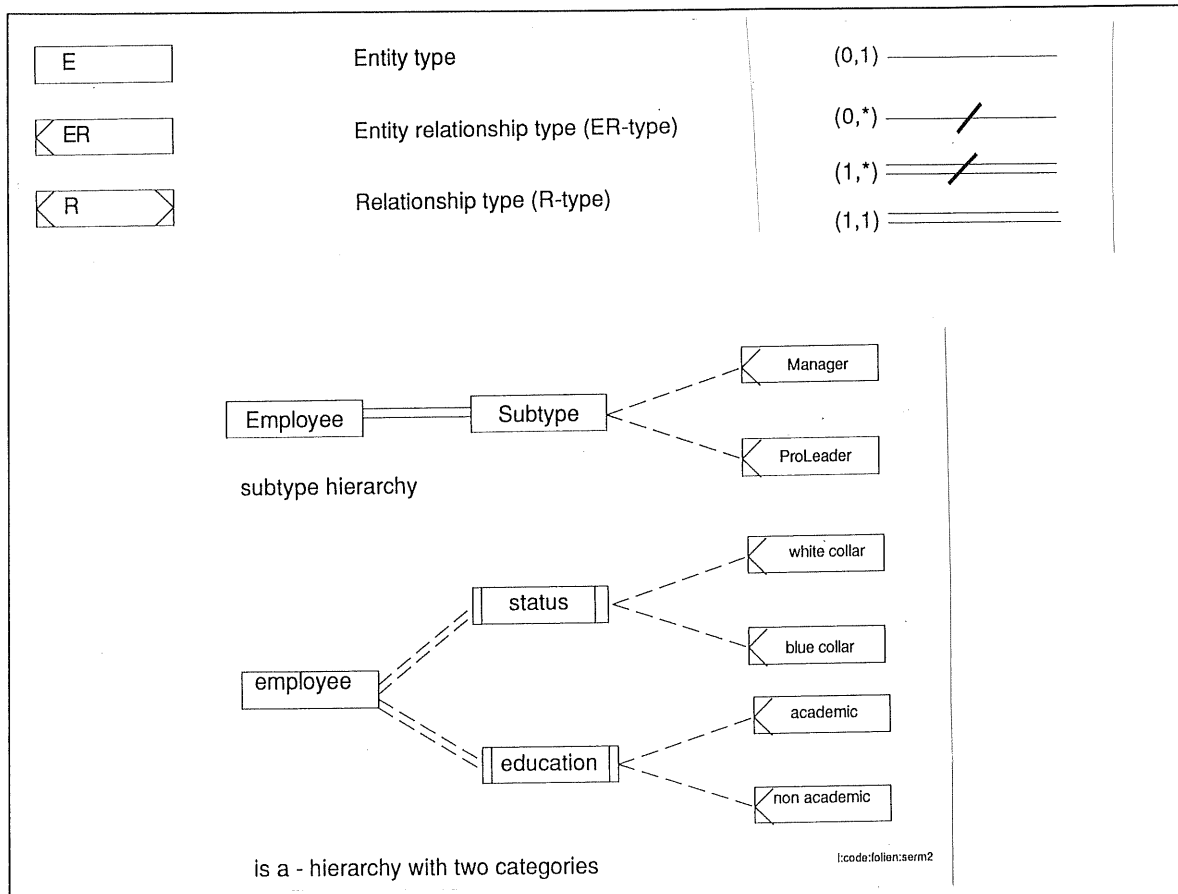 E Entity type (0,1)
ER Entity relationship type (ER-type) (0,*)
(1,*)
R Relationship type (R-type)
(1,1)
Manager
Employee Subtype
ProLeader
subtype hierarchy
white collar
status
blue collar
employee
academic
education
non academic
l:code:folien:serm2
is a - hierarchy with two categories